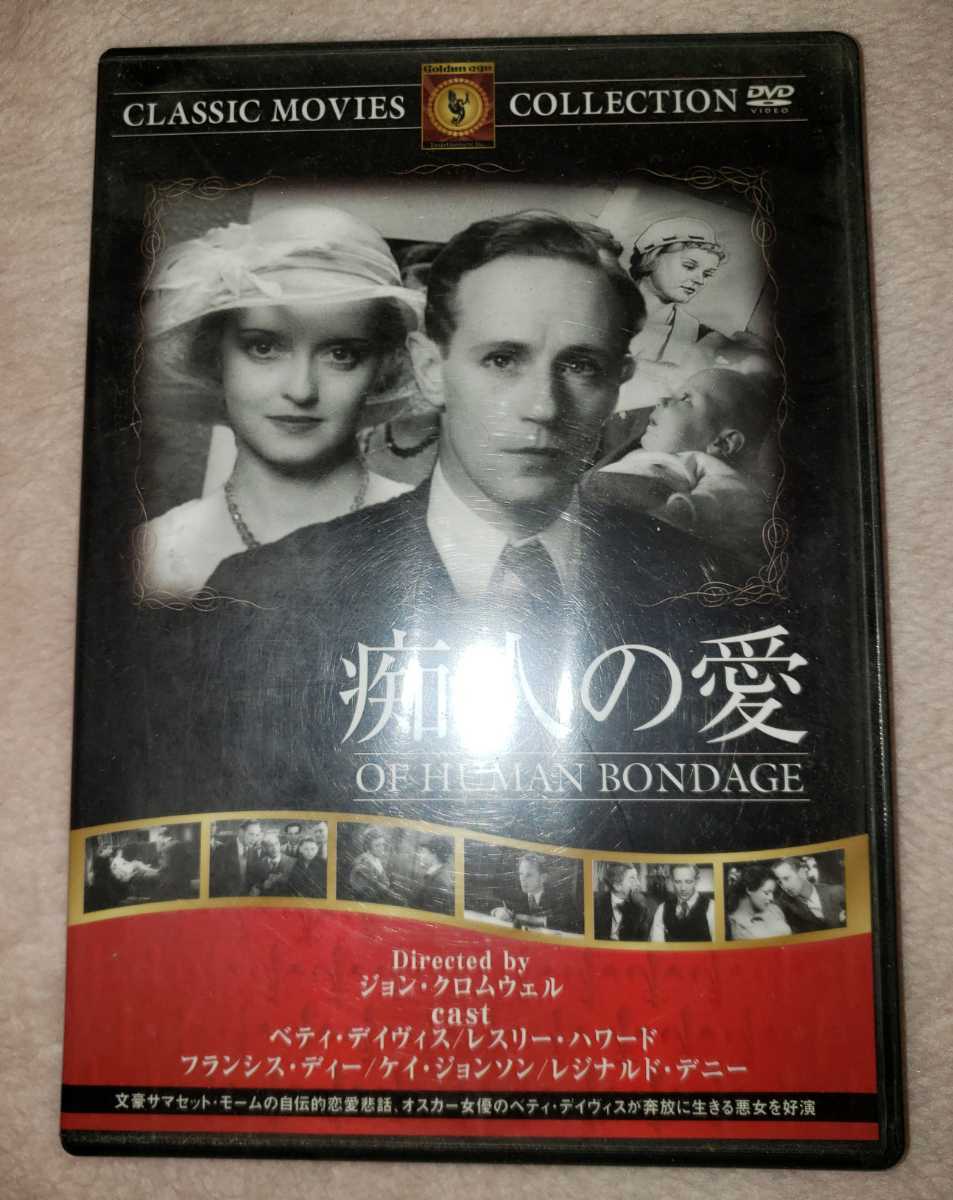 Golden age
CLASSIC MOVIES COLLECTION DVD
VIDEO
痴人の愛
OF HUMAN BONDAGE
Directed by
ジョン・クロムウェル
cast
ベティ・デイヴィス/レスリー・ハワード
フランシス・ディー/ケイ・ジョンソン/レジナルド・デニー
文豪サマセット・モームの自伝的恋愛悲話、オスカー女優のベティ・デイヴィスが奔放に生きる悪女を好演